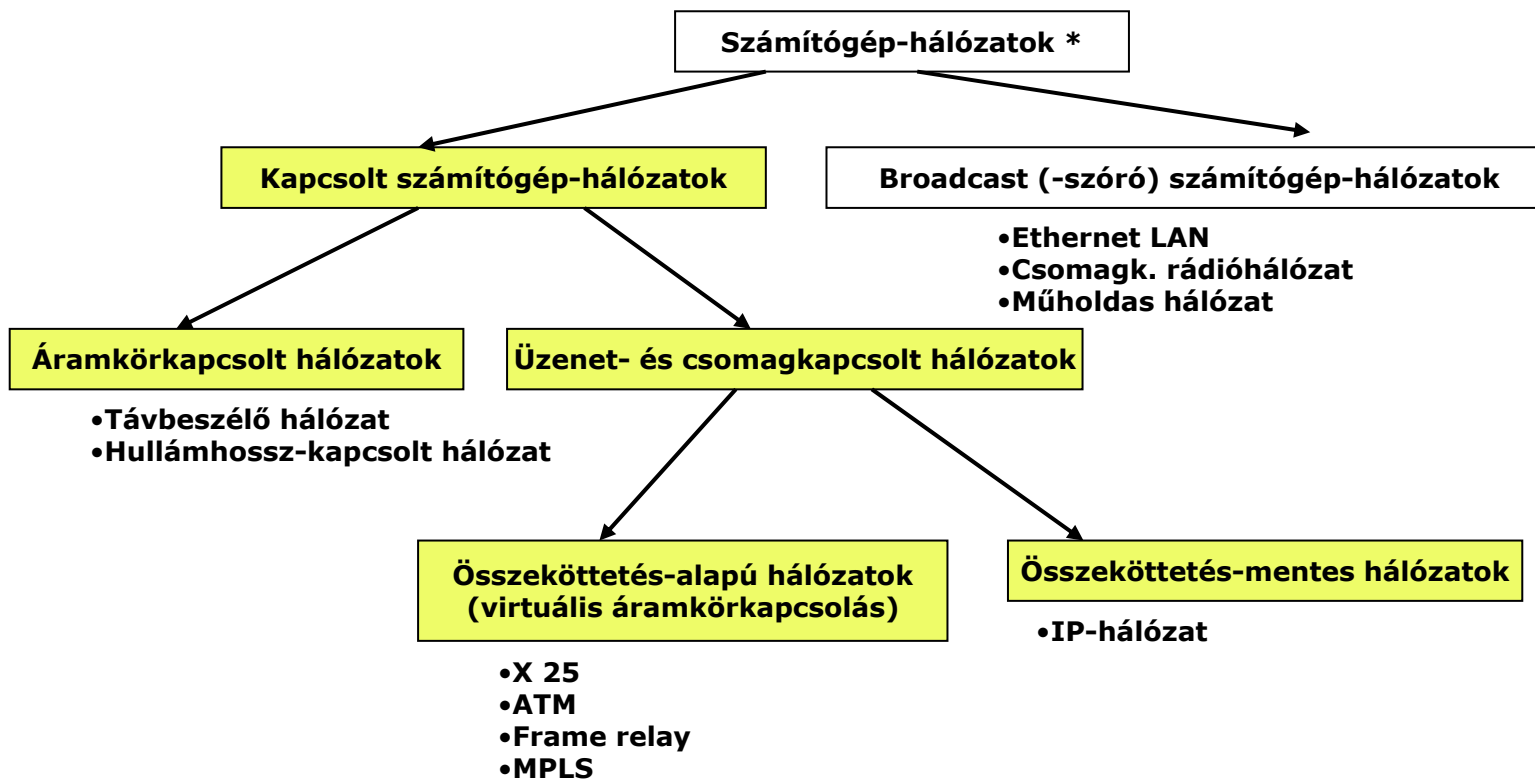 Számítógép-hálózatok *
Kapcsolt számítógép-hálózatok
Broadcast (-szóró) számítógép-hálózatok
•Ethernet LAN
•Csomagk. rádióhálózat
•Műholdas hálózat
Áramkörkapcsolt hálózatok
Üzenet- és csomagkapcsolt hálózatok
•Távbeszélő hálózat
•Hullámhossz-kapcsolt hálózat
Összeköttetés-alapú hálózatok
(virtuális áramkörkapcsolás)
Összeköttetés-mentes hálózatok
•IP-hálózat
•X 25
•ATM
•Frame relay
•MPLS